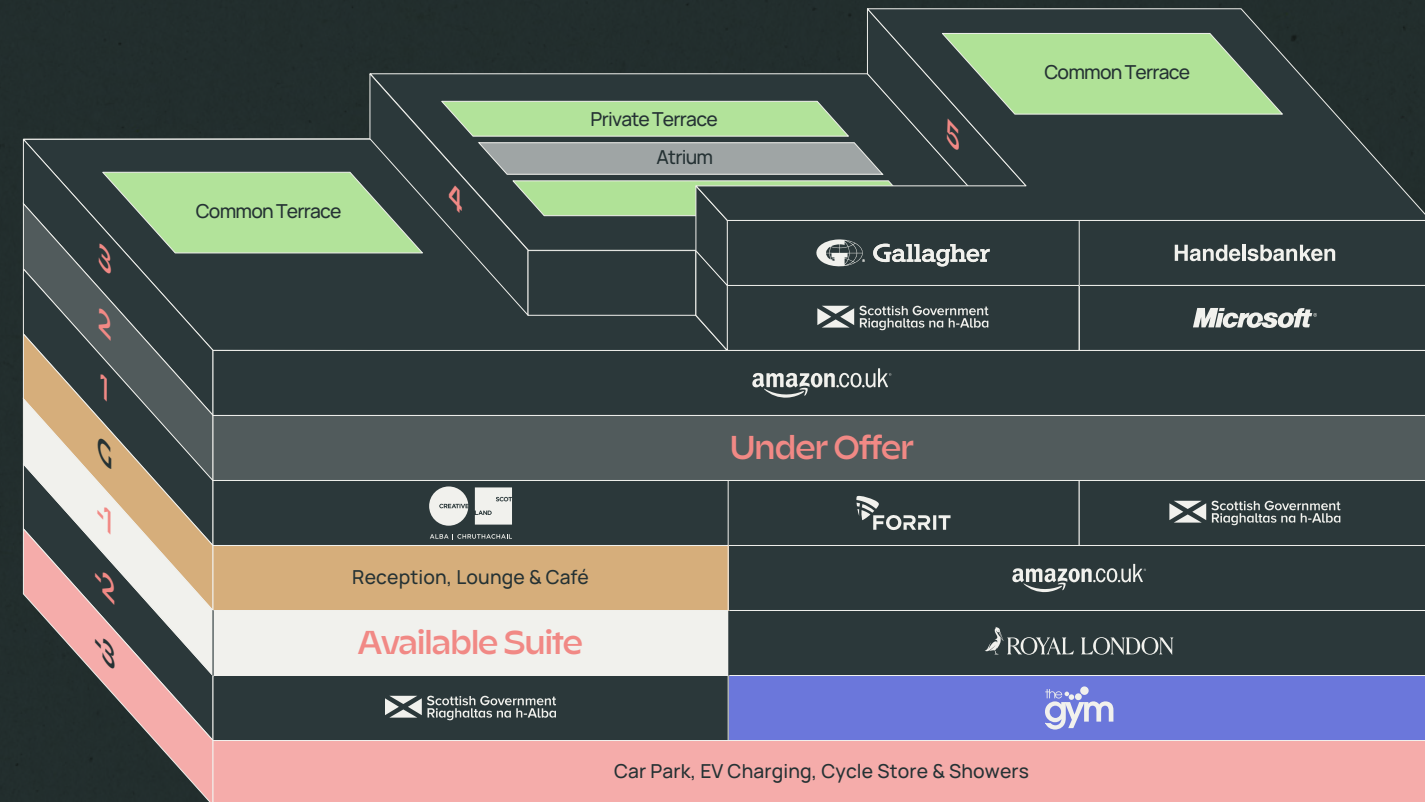 Common Terrace
5
Private Terrace
Atrium
4
Common Terrace
Gallagher
Handelsbanken
3
Scottish Government
Riaghaltas na h-Alba
Microsoft
2
amazon.co.uk
1
Under Offer
G
CREATIVE
SCOT
LAND
ALBA | CHRUTHACHAIL
FORRIT
Scottish Government
Riaghaltas na h-Alba
-1
Reception, Lounge & Café
amazon.co.uk
-2
Available Suite
ROYAL LONDON
-3
Scottish Government
Riaghaltas na h-Alba
the
gym
Car Park, EV Charging, Cycle Store & Showers